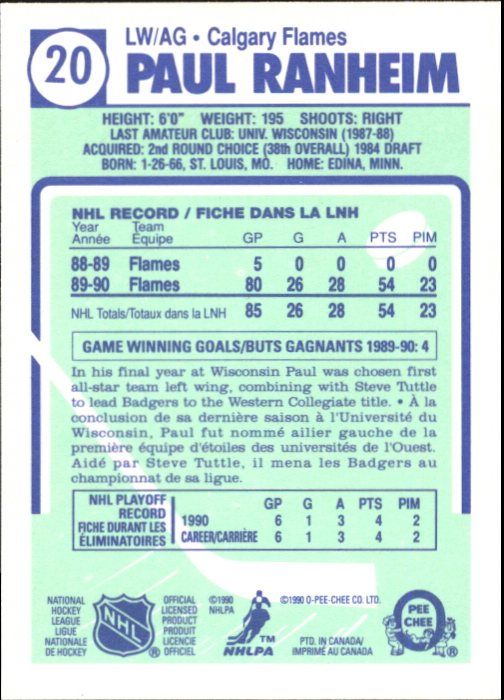 20
LW/AG • Calgary Flames
PAUL RANHEIM
HEIGHT: 6'0" WEIGHT: 195 SHOOTS: RIGHT
LAST AMATEUR CLUB: UNIV. WISCONSIN (1987-88)
ACQUIRED: 2nd ROUND CHOICE (38th OVERALL) 1984 DRAFT
BORN: 1-26-66, ST. LOUIS, MO. HOME: EDINA, MINN.
NHL RECORD / FICHE DANS LA LNH
Year Team
Année Équipe GP G A PTS PIM
88-89 Flames 5 0 0 0 0
89-90 Flames 80 26 28 54 23
NHL Totals/Totaux dans la LNH 85 26 28 54 23
GAME WINNING GOALS/BUTS GAGNANTS 1989-90: 4
In his final year at Wisconsin Paul was chosen first
all-star team left wing, combining with Steve Tuttle
to lead Badgers to the Western Collegiate title. • À la
conclusion de sa dernière saison à l'Université du
Wisconsin, Paul fut nommé ailier gauche de la
première équipe d'étoiles des universités de l'Ouest.
Aidé par Steve Tuttle, il mena les Badgers au
championnat de sa ligue.
NHL PLAYOFF
RECORD
FICHE DURANT LES
ÉLIMINATOIRES
GP G A PTS PIM
1990 6 1 3 4 2
CAREER/CARRIÈRE 6 1 3 4 2
NATIONAL
HOCKEY
LEAGUE
LIGUE
NATIONALE
DE HOCKEY
NHL
®
OFFICIAL
LICENSED
PRODUCT
PRODUIT
LICENCIE
OFFICIEL
©1990
NHLPA
TM
NHLPA
©1990 O-PEE-CHEE CO. LTD.
PTD. IN CANADA/
IMPRIMÉ AU CANADA
PEE
CHEE
®